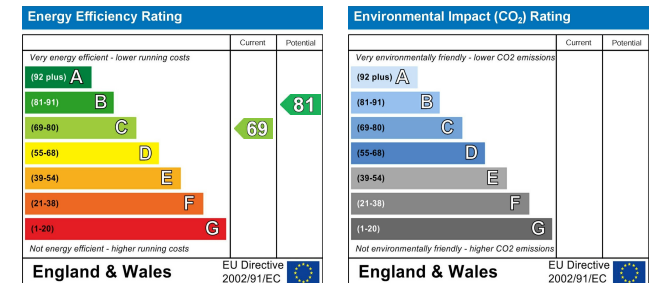 Energy Efficiency Rating
Current Potential
Very energy efficient - lower running costs
(92 plus) A
(81-91) B
81
(69-80) C
69
(55-68) D
(39-54) E
(21-38) F
(1-20) G
Not energy efficient - higher running costs
England & Wales
EU Directive
2002/91/EC
Environmental Impact (CO₂) Rating
Current Potential
Very environmentally friendly - lower CO2 emissions
(92 plus) A
(81-91) B
(69-80) C
(55-68) D
(39-54) E
(21-38) F
(1-20) G
Not environmentally friendly - higher CO2 emissions
England & Wales
EU Directive
2002/91/EC